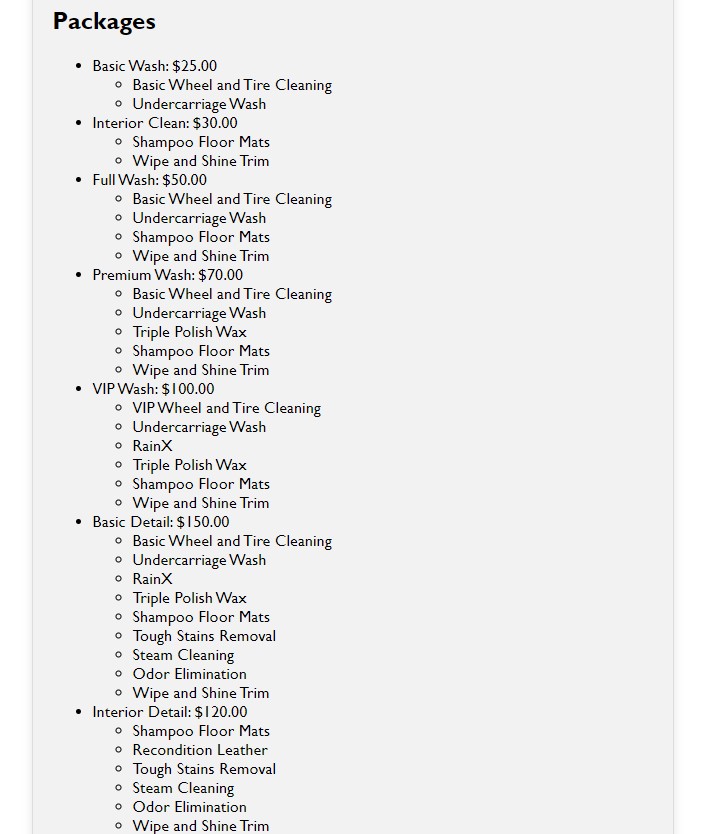 Packages
Basic Wash: $25.00
Basic Wheel and Tire Cleaning
Undercarriage Wash
Interior Clean: $30.00
Shampoo Floor Mats
Wipe and Shine Trim
Full Wash: $50.00
Basic Wheel and Tire Cleaning
Undercarriage Wash
Shampoo Floor Mats
Wipe and Shine Trim
Premium Wash: $70.00
Basic Wheel and Tire Cleaning
Undercarriage Wash
Triple Polish Wax
Shampoo Floor Mats
Wipe and Shine Trim
VIP Wash: $100.00
VIP Wheel and Tire Cleaning
Undercarriage Wash
RainX
Triple Polish Wax
Shampoo Floor Mats
Wipe and Shine Trim
Basic Detail: $150.00
Basic Wheel and Tire Cleaning
Undercarriage Wash
RainX
Triple Polish Wax
Shampoo Floor Mats
Tough Stains Removal
Steam Cleaning
Odor Elimination
Wipe and Shine Trim
Interior Detail: $120.00
Shampoo Floor Mats
Recondition Leather
Tough Stains Removal
Steam Cleaning
Odor Elimination
Wipe and Shine Trim